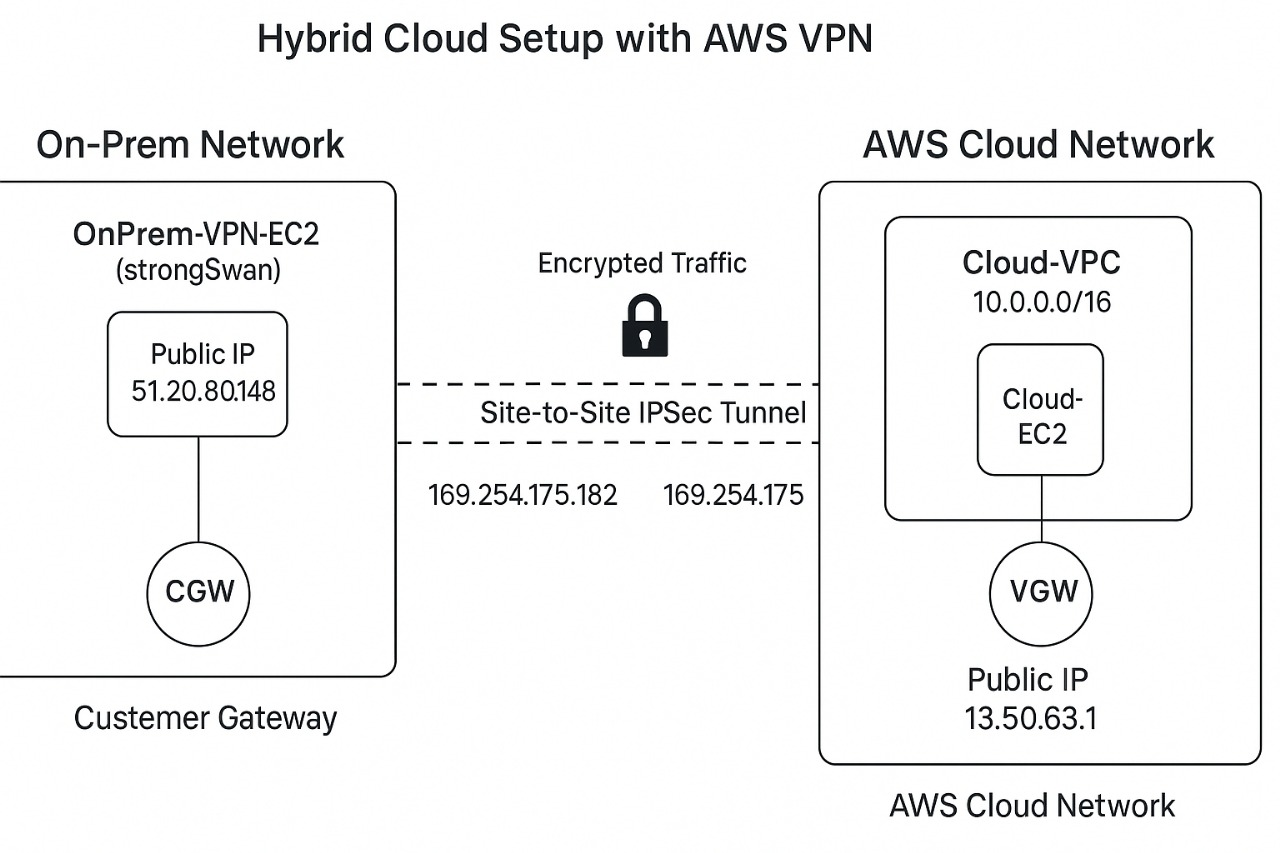 Hybrid Cloud Setup with AWS VPN
On-Prem Network
OnPrem-VPN-EC2
(strongSwan)
Public IP
51.20.80.148
CGW
Custemer Gateway
Encrypted Traffic
Site-to-Site IPSec Tunnel
169.254.175.182
169.254.175
AWS Cloud Network
Cloud-VPC
10.0.0.0/16
Cloud-
EC2
VGW
Public IP
13.50.63.1
AWS Cloud Network